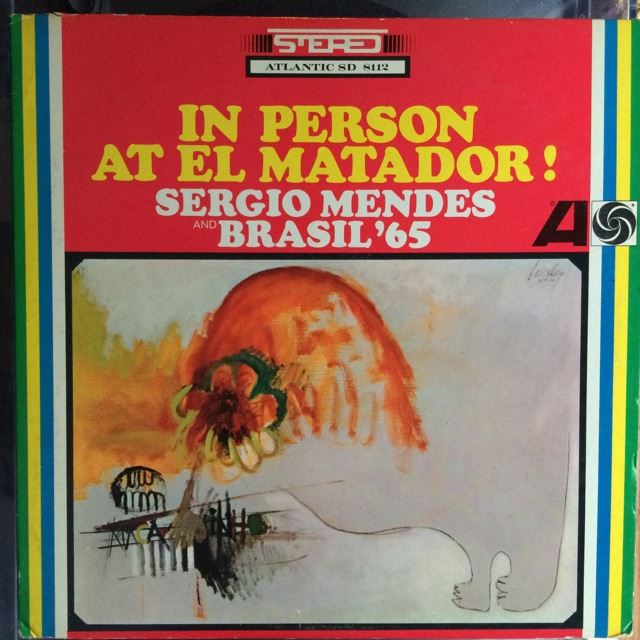 STEREO
ATLANTIC SD 8112
IN PERSON
AT EL MATADOR!
SERGIO MENDES
AND BRASIL '65
A